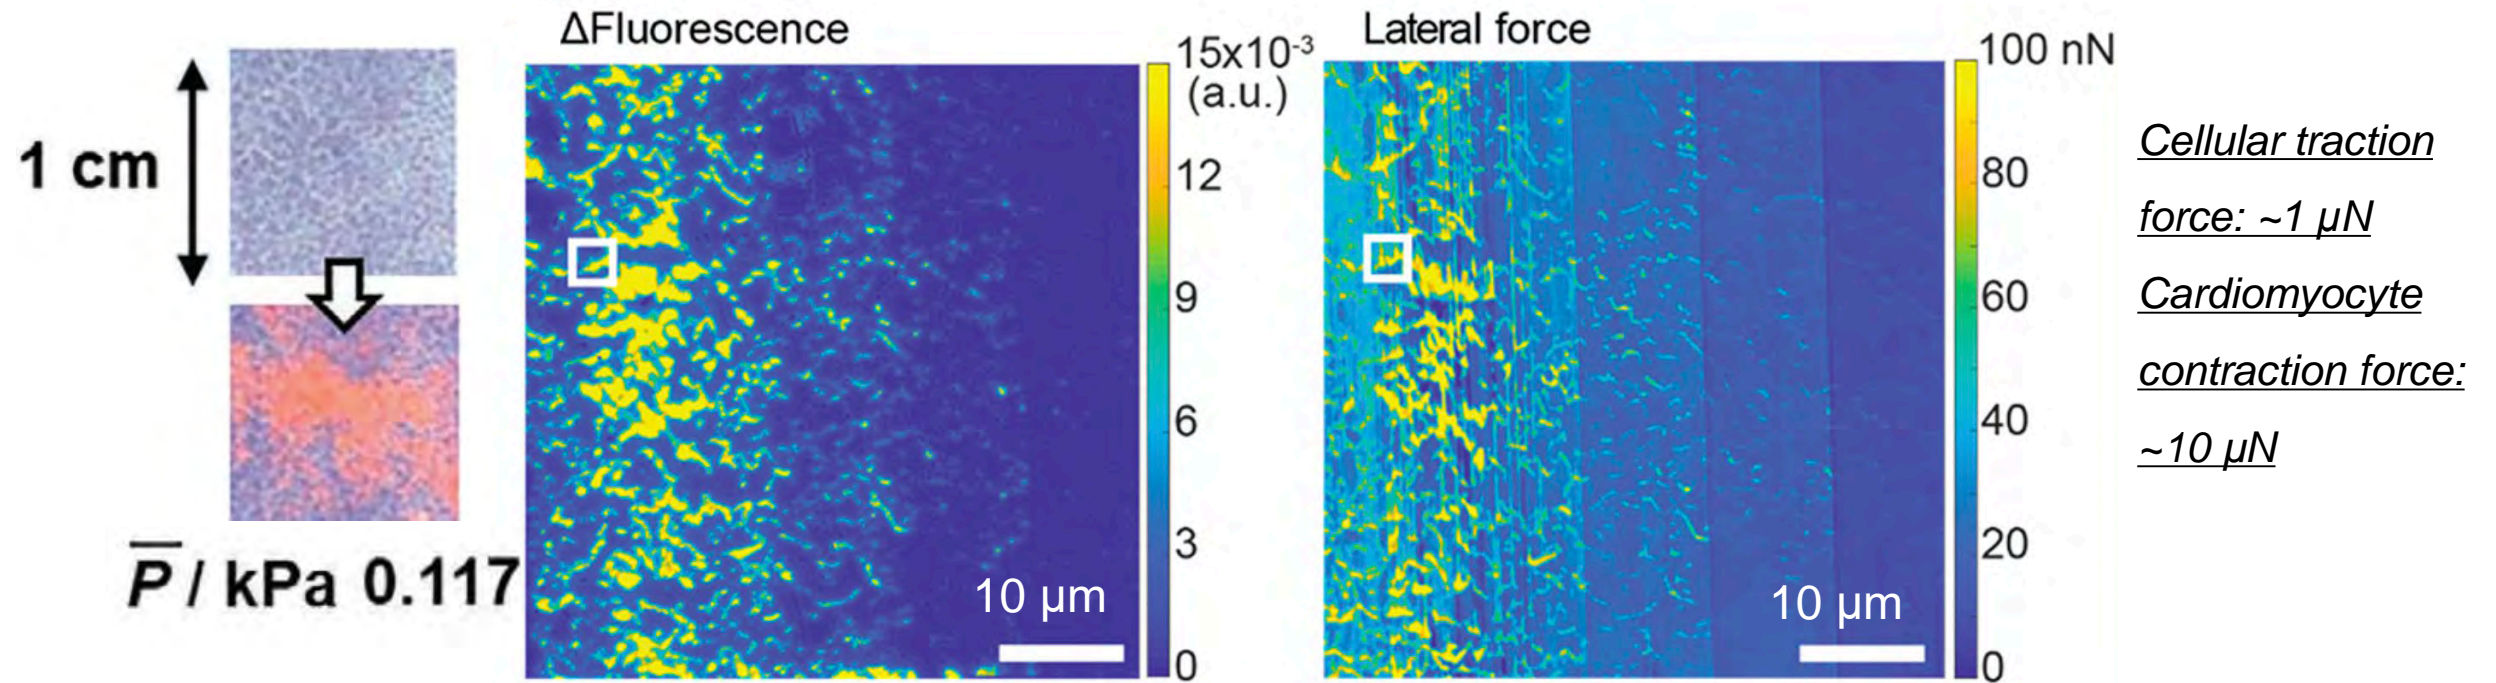 1 cm
P / kPa 0.117
ΔFluorescence
15x10-3
(a.u.)
12
9
6
3
0
10 μm
Lateral force
100 nN
80
60
40
20
0
10 μm
Cellular traction
force: ~1 μN
Cardiomyocyte
contraction force:
~10 μN